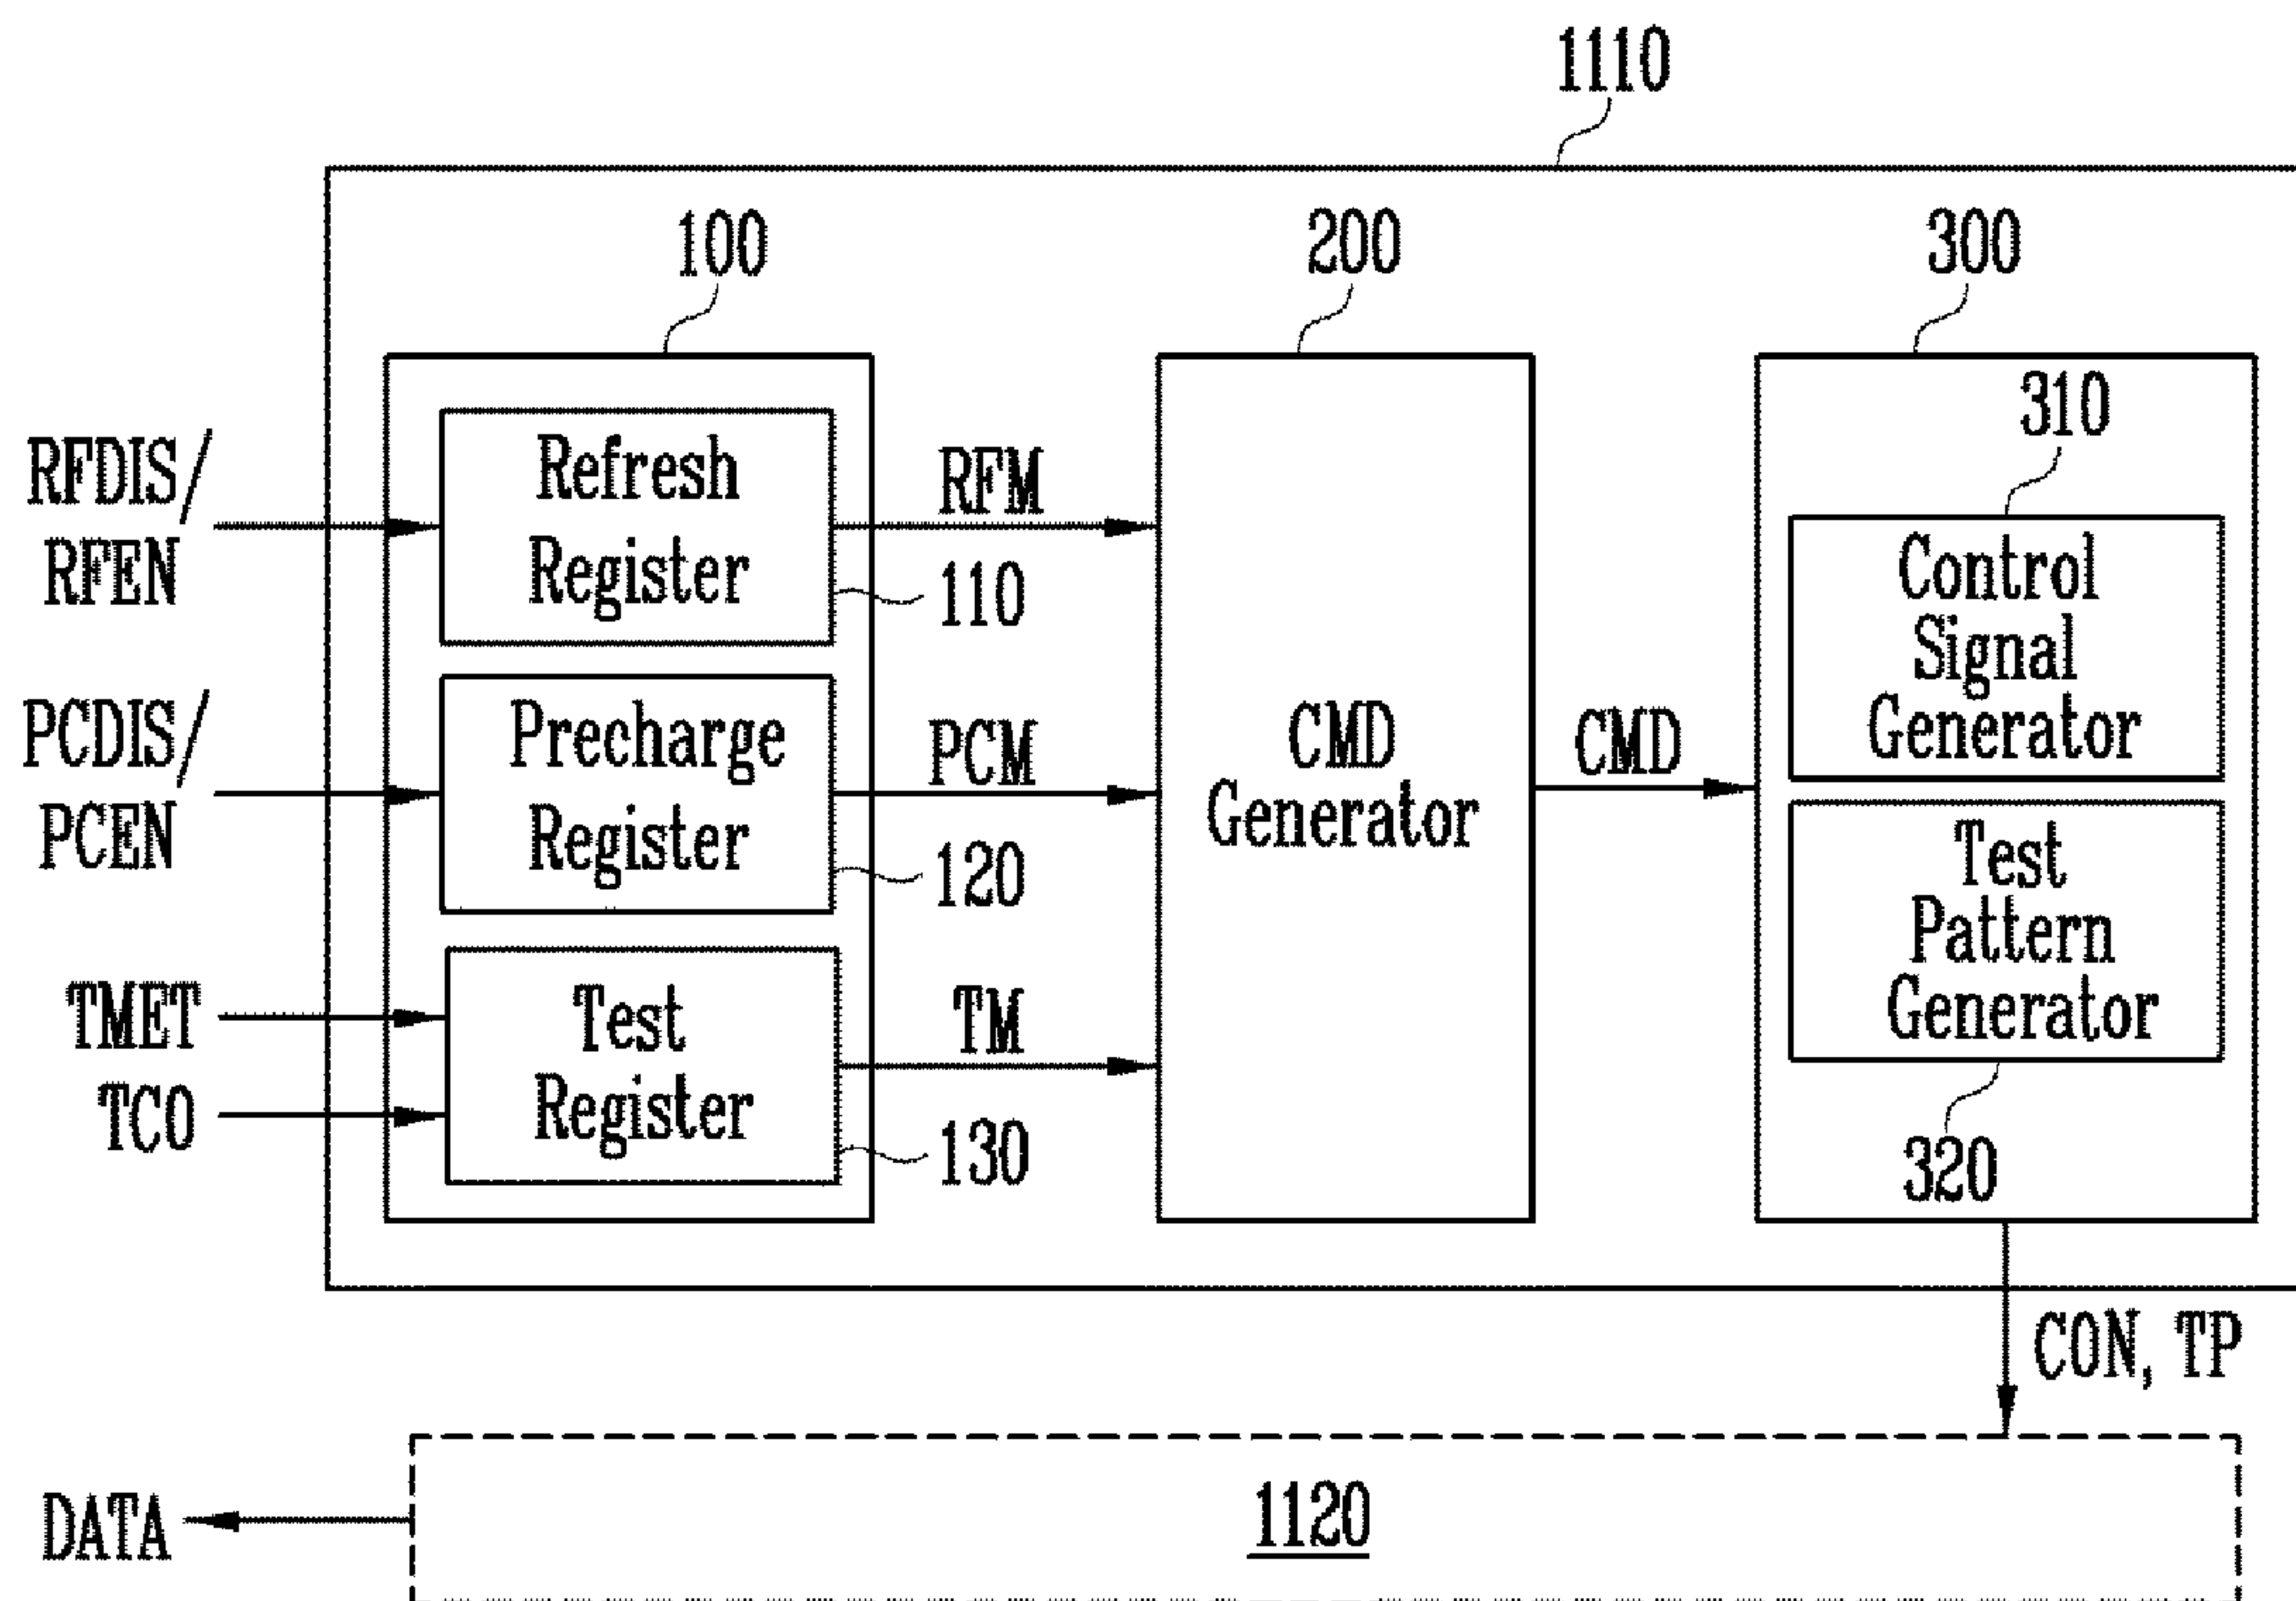 1110
100
200
300
310
RFDIS/
RFEN
Refresh
Register
RFM
110
Control
Signal
Generator
PCDIS/
PCEN
Precharge
Register
PCM
120
CMD
Generator
CMD
Test
Pattern
Generator
320
TMET
TCO
Test
Register
TM
130
CON, TP
DATA
1120